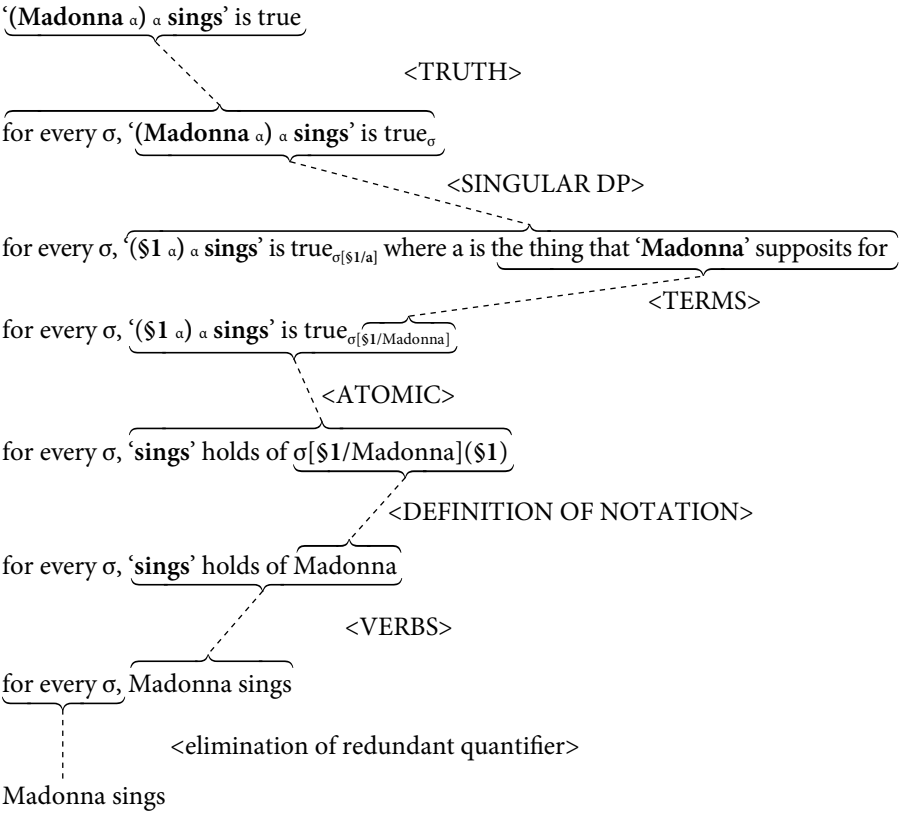 ‘(Madonna α) α sings’ is true
<TRUTH>
for every σ, ‘(Madonna α) α sings’ is trueσ
<SINGULAR DP>
for every σ, ‘(§1 α) α sings’ is trueσ[§1/a] where a is the thing that ‘Madonna’ supposits for
<TERMS>
for every σ, ‘(§1 α) α sings’ is trueσ[§1/Madonna]
<ATOMIC>
for every σ, ‘sings’ holds of σ[§1/Madonna](§1)
<DEFINITION OF NOTATION>
for every σ, ‘sings’ holds of Madonna
<VERBS>
for every σ, Madonna sings
<elimination of redundant quantifier>
Madonna sings